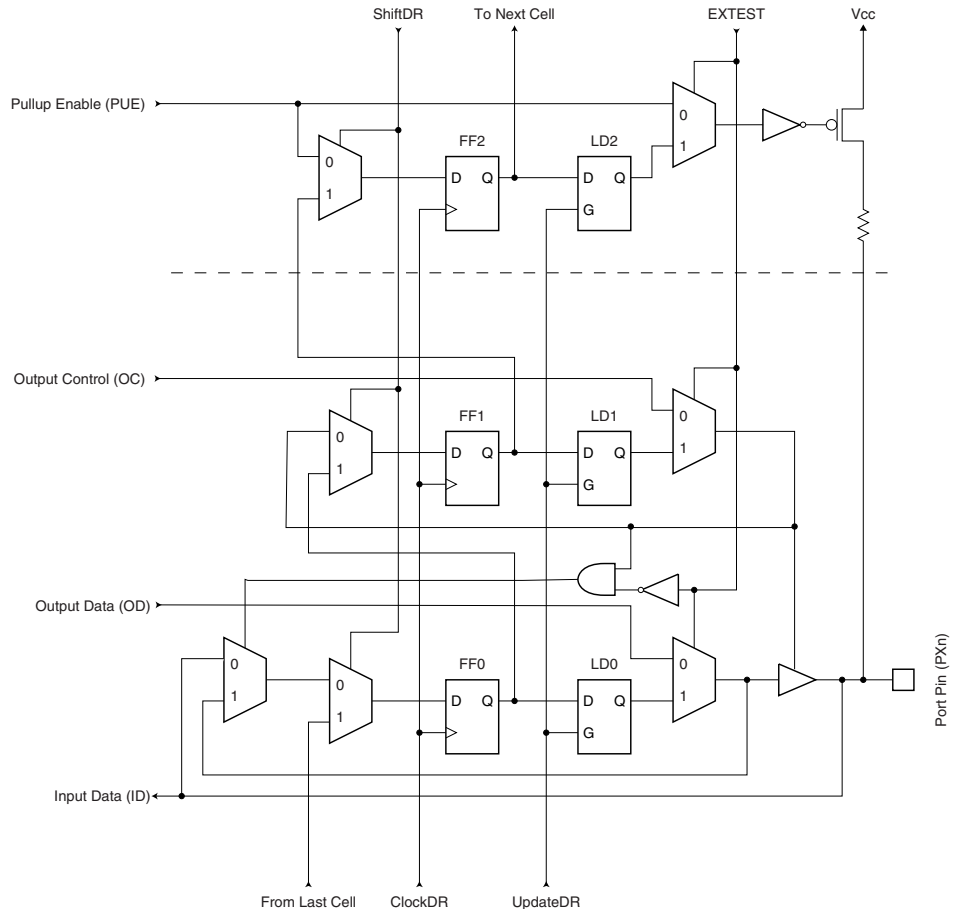 ShiftDR To Next Cell EXTEST Vcc
Pullup Enable (PUE)
0
1
FF2 LD2
0
1
D Q D Q
G
Output Control (OC)
0
1
FF1 LD1
0
1
D Q D Q
G
Output Data (OD)
0
1
0
1
FF0 LD0
0
1
D Q D Q
G
Port Pin (PXn)
Input Data (ID)
From Last Cell ClockDR UpdateDR